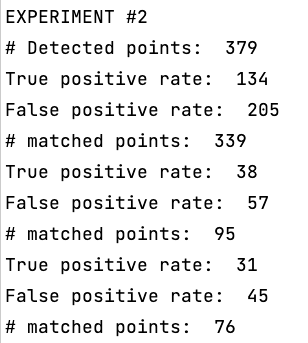 EXPERIMENT #2
# Detected points:  379
True positive rate:  134
False positive rate:  205
# matched points:  339
True positive rate:  38
False positive rate:  57
# matched points:  95
True positive rate:  31
False positive rate:  45
# matched points:  76